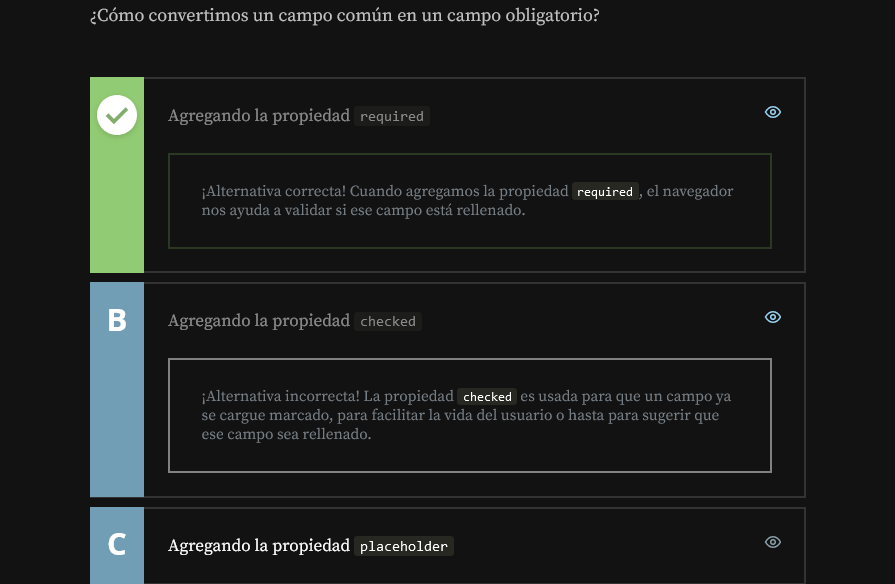 ¿Cómo convertimos un campo común en un campo obligatorio?
Agregando la propiedad required
¡Alternativa correcta! Cuando agregamos la propiedad required, el navegador
nos ayuda a validar si ese campo está rellenado.
B
Agregando la propiedad checked
¡Alternativa incorrecta! La propiedad checked es usada para que un campo ya
se cargue marcado, para facilitar la vida del usuario o hasta para sugerir que
ese campo sea rellenado.
C
Agregando la propiedad placeholder